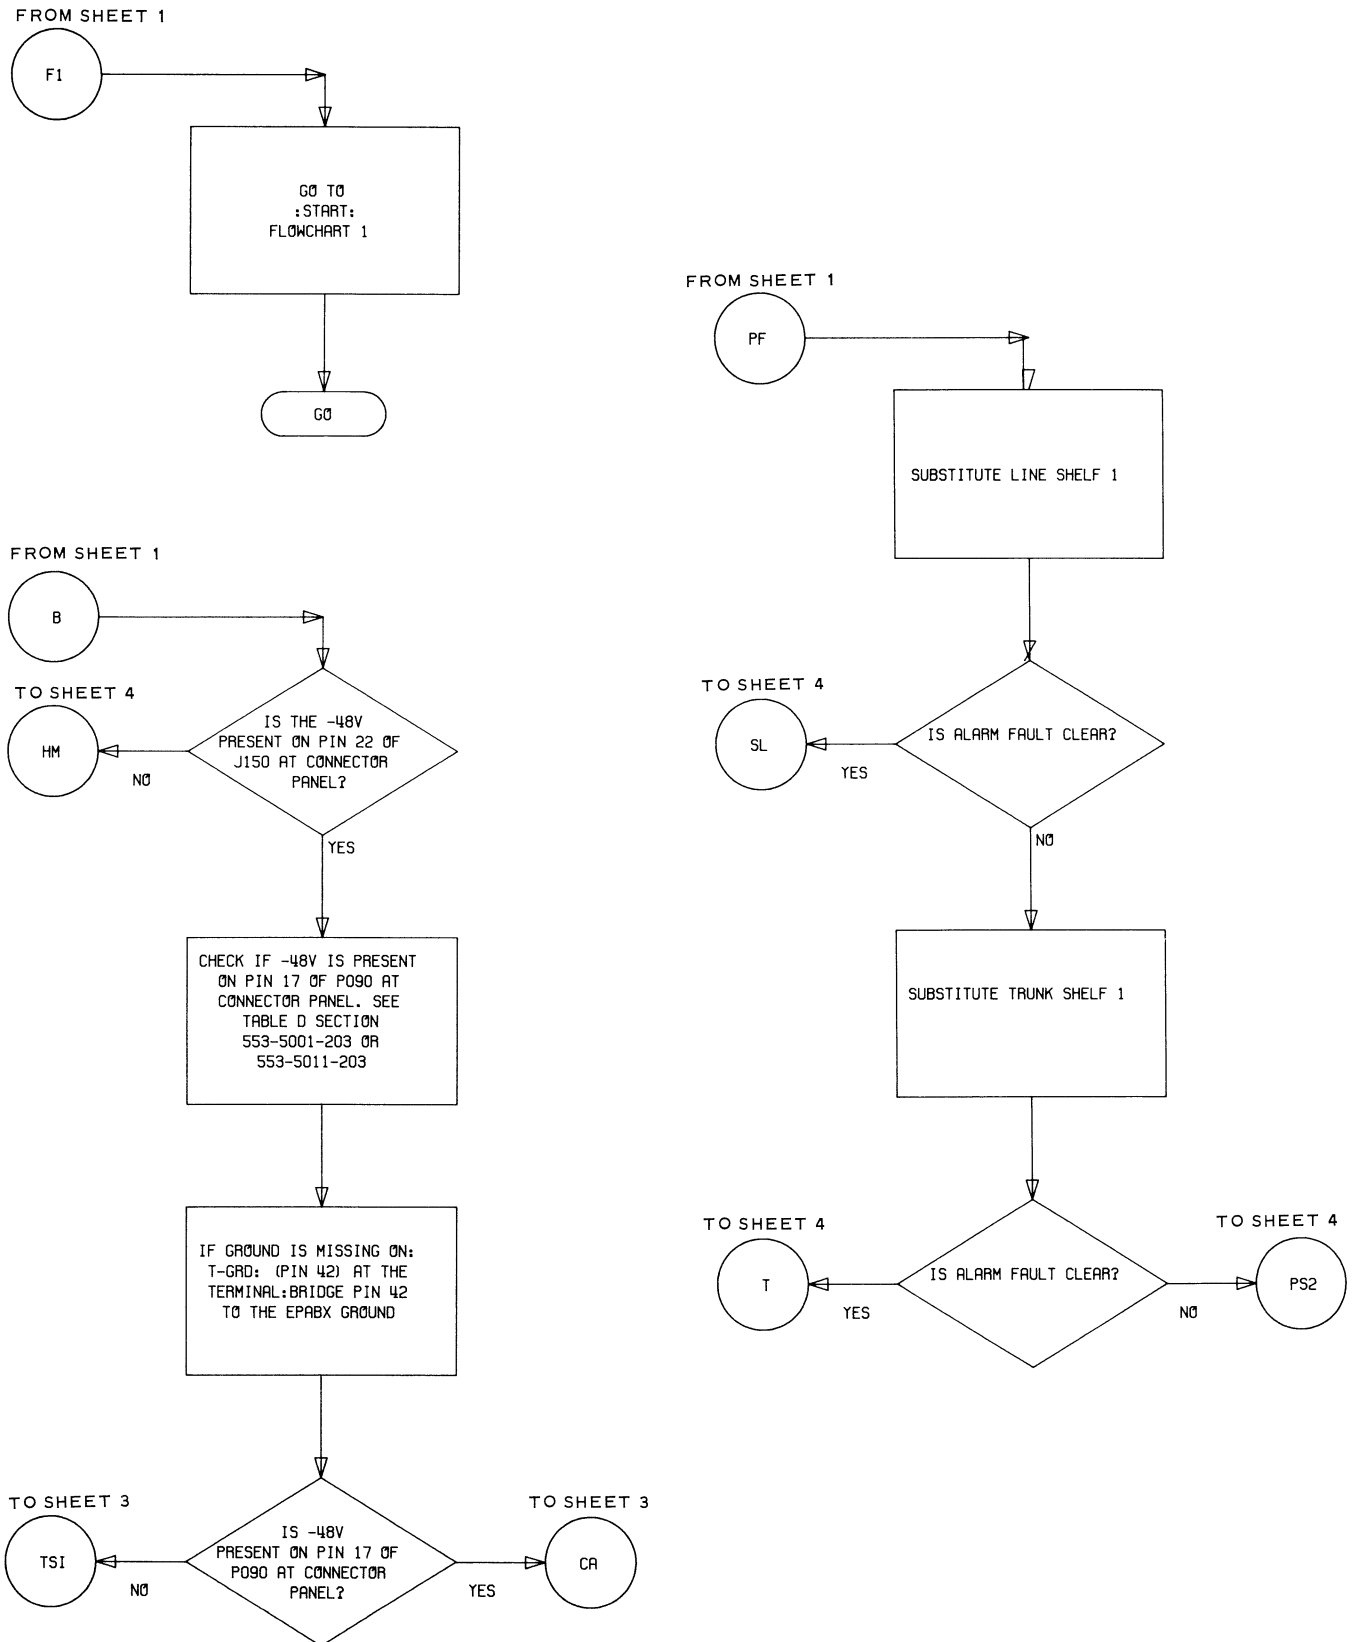 FROM SHEET 1
F1
GO TO
:START:
FLOWCHART 1
GO
FROM SHEET 1
B
TO SHEET 4
HM
NO
IS THE -48V
PRESENT ON PIN 22 OF
J150 AT CONNECTOR
PANEL?
YES
CHECK IF -48V IS PRESENT
ON PIN 17 OF P090 AT
CONNECTOR PANEL. SEE
TABLE D SECTION
553-5001-203 OR
553-5011-203
IF GROUND IS MISSING ON:
T-GRD: (PIN 42) AT THE
TERMINAL:BRIDGE PIN 42
TO THE EPABX GROUND
TO SHEET 3
TSI
NO
IS -48V
PRESENT ON PIN 17 OF
P090 AT CONNECTOR
PANEL?
YES
TO SHEET 3
CA
FROM SHEET 1
PF
SUBSTITUTE LINE SHELF 1
TO SHEET 4
SL
YES
IS ALARM FAULT CLEAR?
NO
SUBSTITUTE TRUNK SHELF 1
TO SHEET 4
T
YES
IS ALARM FAULT CLEAR?
NO
TO SHEET 4
PS2